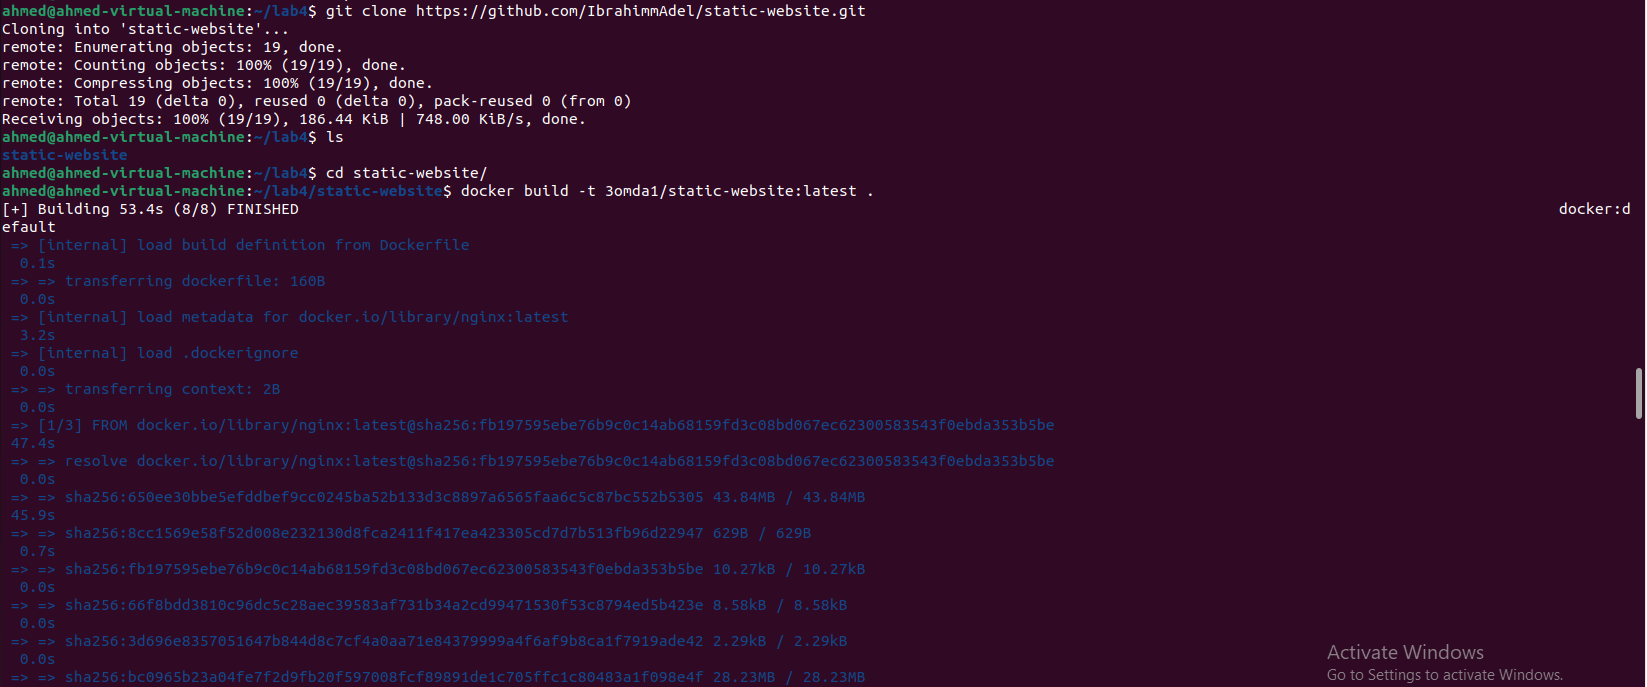 ahmed@ahmed-virtual-machine:~/lab4$ git clone https://github.com/IbrahimmAdel/static-website.git
Cloning into 'static-website'...
remote: Enumerating objects: 19, done.
remote: Counting objects: 100% (19/19), done.
remote: Compressing objects: 100% (19/19), done.
remote: Total 19 (delta 0), reused 0 (delta 0), pack-reused 0 (from 0)
Receiving objects: 100% (19/19), 186.44 KiB | 748.00 KiB/s, done.
ahmed@ahmed-virtual-machine:~/lab4$ ls
static-website
ahmed@ahmed-virtual-machine:~/lab4$ cd static-website/
ahmed@ahmed-virtual-machine:~/lab4/static-website$ docker build -t 3omda1/static-website:latest .
[+] Building 53.4s (8/8) FINISHED docker:d
efault
=> [internal] load build definition from Dockerfile
0.1s
=> => transferring dockerfile: 160B
0.0s
=> [internal] load metadata for docker.io/library/nginx:latest
3.2s
=> [internal] load .dockerignore
0.0s
=> => transferring context: 2B
0.0s
=> [1/3] FROM docker.io/library/nginx:latest@sha256:fb197595ebe76b9c0c14ab68159fd3c08bd067ec62300583543f0ebda353b5be
47.4s
=> => resolve docker.io/library/nginx:latest@sha256:fb197595ebe76b9c0c14ab68159fd3c08bd067ec62300583543f0ebda353b5be
0.0s
=> => sha256:650ee30bbe5efddbef9cc0245ba52b133d3c8897a6565faa6c5c87bc552b5305 43.84MB / 43.84MB
45.9s
=> => sha256:8cc1569e58f52d008e232130d8fca2411f417ea423305cd7d7b513fb96d22947 629B / 629B
0.7s
=> => sha256:fb197595ebe76b9c0c14ab68159fd3c08bd067ec62300583543f0ebda353b5be 10.27kB / 10.27kB
0.0s
=> => sha256:66f8bdd3810c96dc5c28aec39583af731b34a2cd99471530f53c8794ed5b423e 8.58kB / 8.58kB
0.0s
=> => sha256:3d696e8357051647b844d8c7cf4a0aa71e84379999a4f6af9b8ca1f7919ade42 2.29kB / 2.29kB
0.0s
=> => sha256:bc0965b23a04fe7f2d9fb20f597008fcf89891de1c705ffc1c80483a1f098e4f 28.23MB / 28.23MB
Activate Windows
Go to Settings to activate Windows.